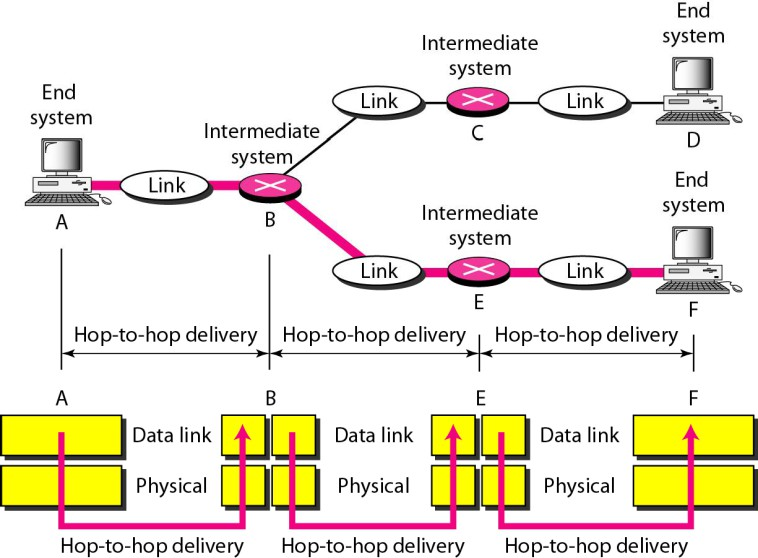 End
system
Intermediate
system
Link
Link
C
D
End
system
Intermediate
system
Link
A
B
Intermediate
system
End
system
Link
Link
E
F
Hop-to-hop delivery
Hop-to-hop delivery
Hop-to-hop delivery
A
B
E
F
Data link
Data link
Data link
Physical
Physical
Physical
Hop-to-hop delivery
Hop-to-hop delivery
Hop-to-hop delivery